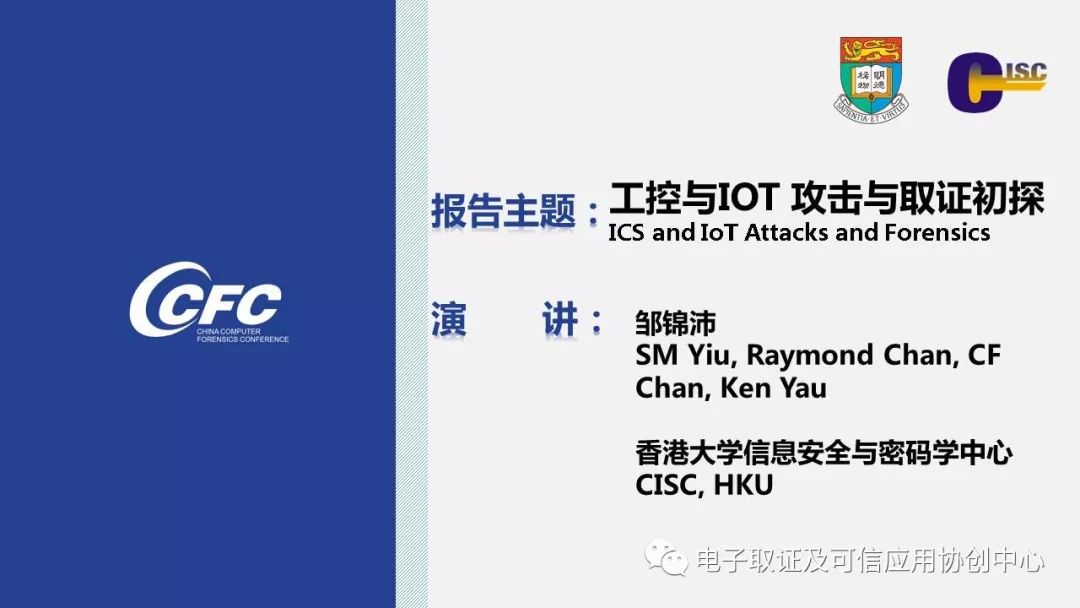 明德
格物
SAPIENTIA·ET·VIRTUS
CISC
报告主题：工控与IOT 攻击与取证初探
ICS and IoT Attacks and Forensics
CCFC
CHINA COMPUTER
FORENSICS CONFERENCE
演 讲：邹锦沛
SM Yiu, Raymond Chan, CF
Chan, Ken Yau
香港大学信息安全与密码学中心
CISC, HKU
电子取证及可信应用协创中心